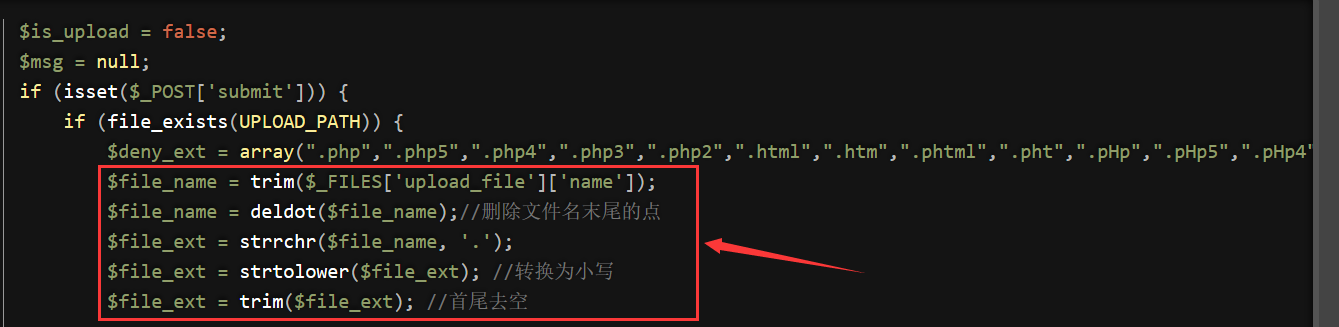 $is_upload = false;
$msg = null;
if (isset($_POST['submit'])) {
if (file_exists(UPLOAD_PATH)) {
$deny_ext = array(".php",".php5",".php4",".php3",".php2",".html",".htm",".phtml",".pht",".pHp",".pHp5",".pHp4"
$file_name = trim($_FILES['upload_file']['name']);
$file_name = deldot($file_name);//删除文件名末尾的点
$file_ext = strrchr($file_name, '.');
$file_ext = strtolower($file_ext); //转换为小写
$file_ext = trim($file_ext); //首尾去空